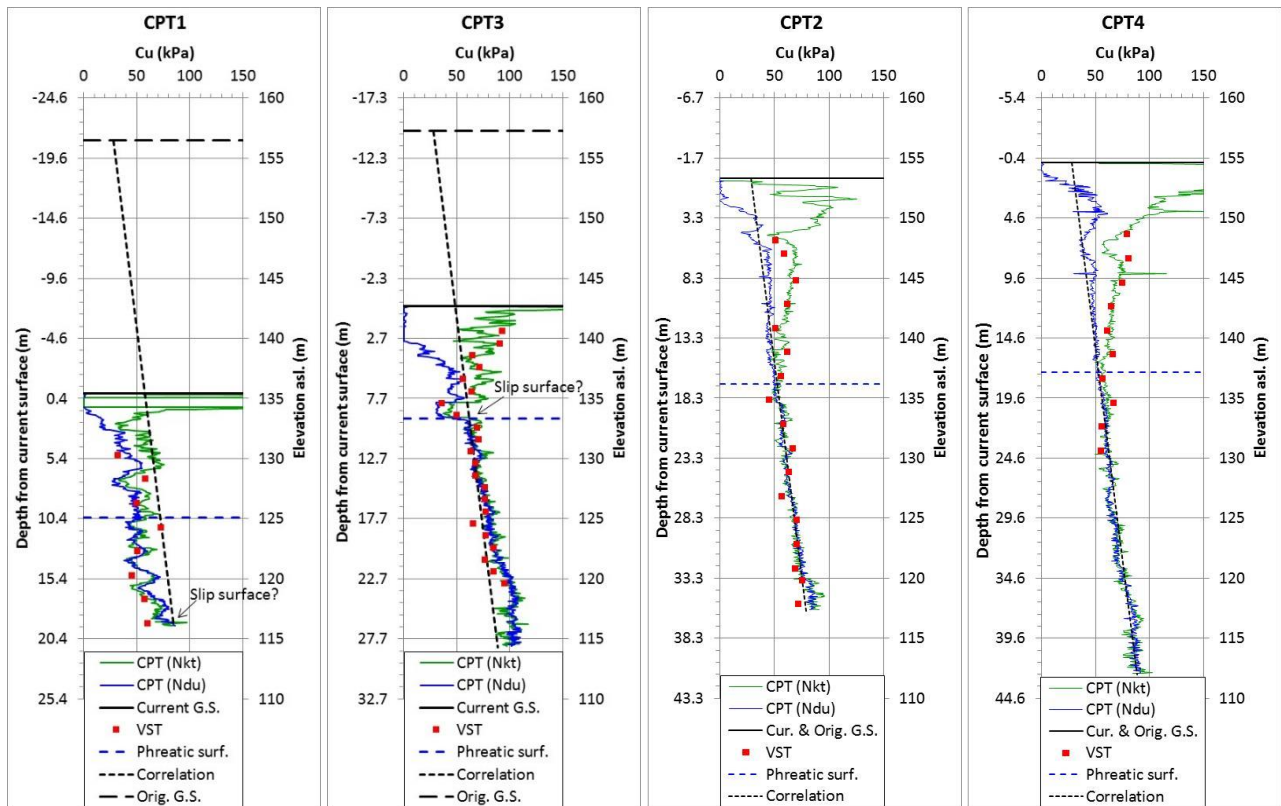 CPT1
Cu (kPa)
0 50 100 150
-24.6 160
-19.6 155
-14.6 150
-9.6 145
-4.6 140
0.4 135
5.4 130
10.4 125
15.4 120
20.4 115
25.4 110
Depth from current surface (m)
Elevation asl. (m)
Slip surface?
CPT (Nkt)
CPT (Ndu)
Current G.S.
VST
Phreatic surf.
Correlation
Orig. G.S.
CPT3
Cu (kPa)
0 50 100 150
-17.3 160
-12.3 155
-7.3 150
-2.3 145
2.7 140
7.7 135
12.7 130
17.7 125
22.7 120
27.7 115
32.7 110
Depth from current surface (m)
Elevation asl. (m)
Slip surface?
CPT (Nkt)
CPT (Ndu)
Current G.S.
VST
Phreatic surf.
Correlation
Orig. G.S.
CPT2
Cu (kPa)
0 50 100 150
-6.7 160
-1.7 155
3.3 150
8.3 145
13.3 140
18.3 135
23.3 130
28.3 125
33.3 120
38.3 115
43.3 110
Depth from current surface (m)
Elevation asl. (m)
CPT (Nkt)
CPT (Ndu)
Cur. & Orig. G.S.
VST
Phreatic surf.
Correlation
CPT4
Cu (kPa)
0 50 100 150
-5.4 160
-0.4 155
4.6 150
9.6 145
14.6 140
19.6 135
24.6 130
29.6 125
34.6 120
39.6 115
44.6 110
Depth from current surface (m)
Elevation asl. (m)
CPT (Nkt)
CPT (Ndu)
Cur. & Orig. G.S.
VST
Phreatic surf.
Correlation